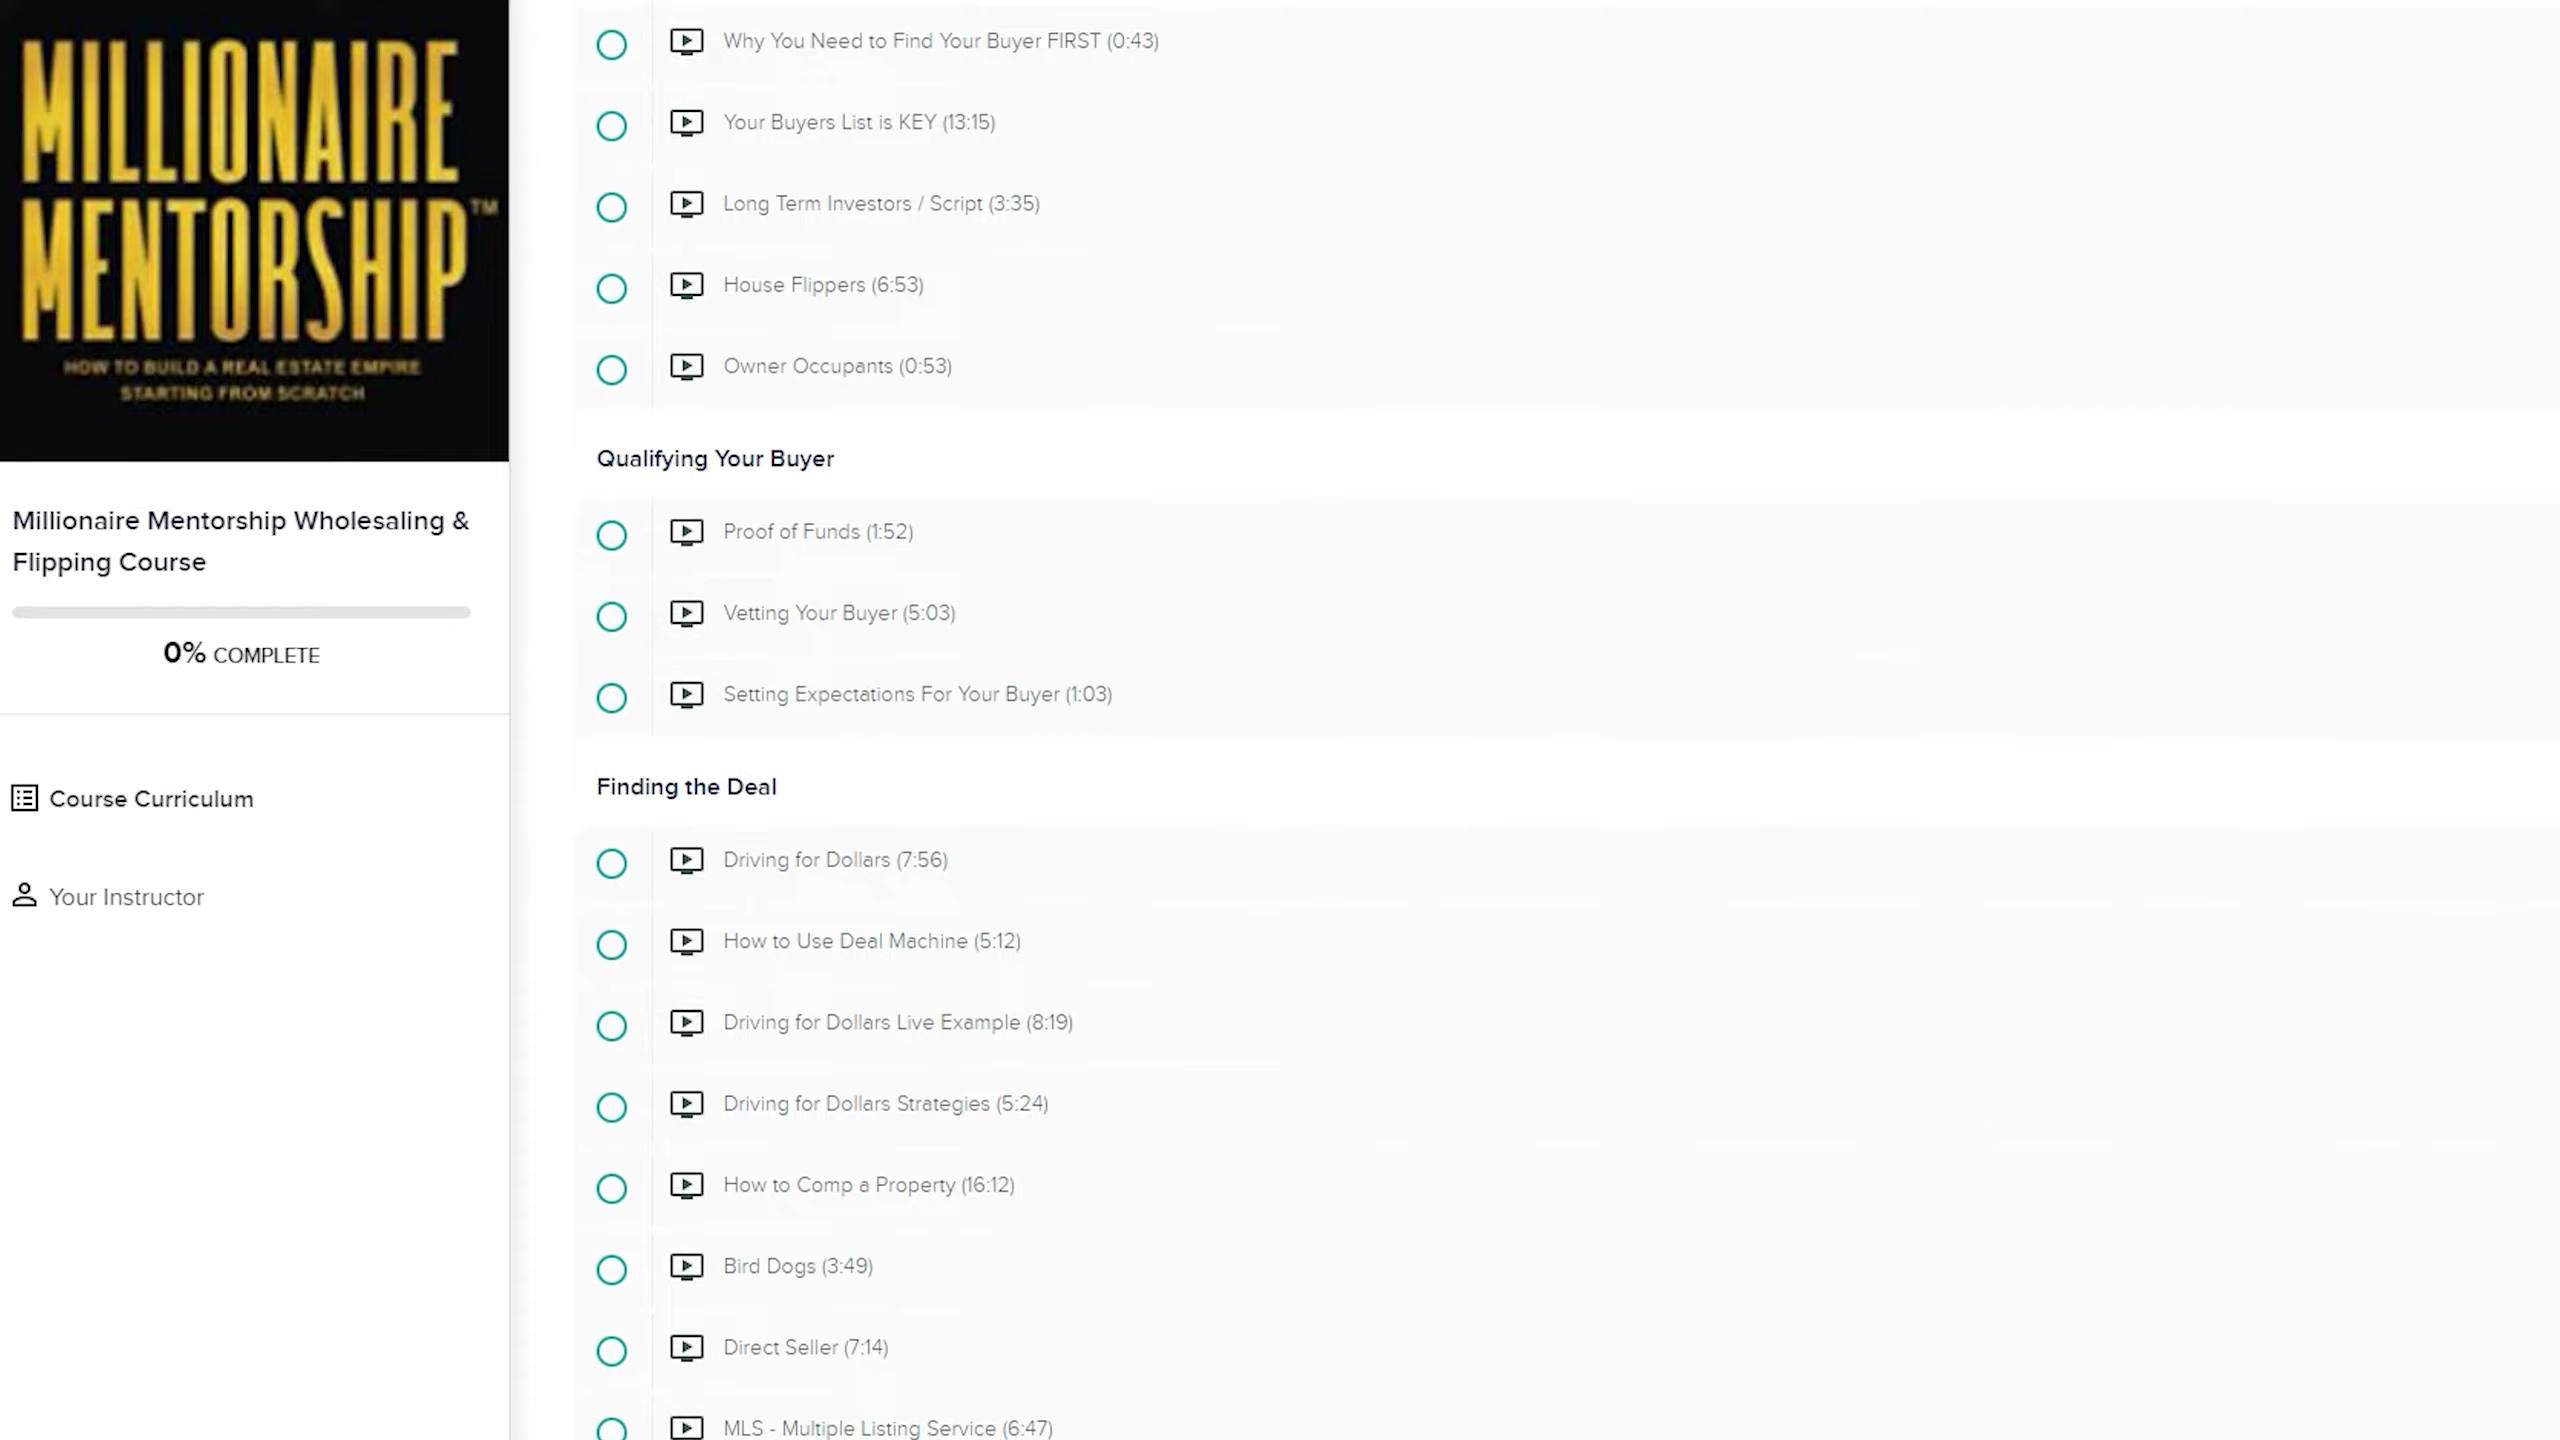 MILLIONAIRE
MENTORSHIP™
HOW TO BUILD A REAL ESTATE EMPIRE
STARTING FROM SCRATCH
Millionaire Mentorship Wholesaling &
Flipping Course
0% COMPLETE
Course Curriculum
Your Instructor
Why You Need to Find Your Buyer FIRST (0:43)
Your Buyers List is KEY (13:15)
Long Term Investors / Script (3:35)
House Flippers (6:53)
Owner Occupants (0:53)
Qualifying Your Buyer
Proof of Funds (1:52)
Vetting Your Buyer (5:03)
Setting Expectations For Your Buyer (1:03)
Finding the Deal
Driving for Dollars (7:56)
How to Use Deal Machine (5:12)
Driving for Dollars Live Example (8:19)
Driving for Dollars Strategies (5:24)
How to Comp a Property (16:12)
Bird Dogs (3:49)
Direct Seller (7:14)
MLS - Multiple Listing Service (6:47)